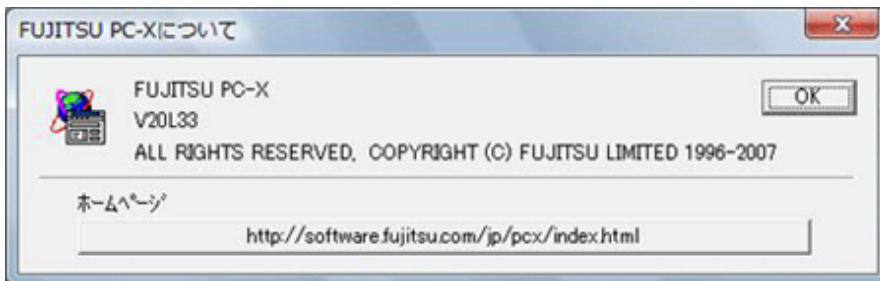 FUJITSU PC-Xについて
FUJITSU PC-X
OK
V20L33
ALL RIGHTS RESERVED, COPYRIGHT (C) FUJITSU LIMITED 1996-2007
ﾎｰﾑﾍﾟｰｼﾞ
http://software.fujitsu.com/jp/pcx/index.html